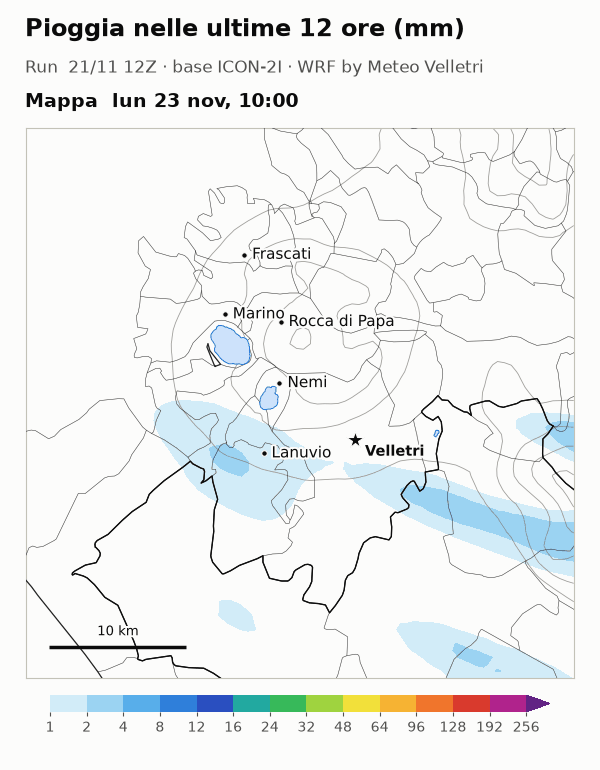 Pioggia nelle ultime 12 ore (mm)
Run  21/11 12Z · base ICON-2I · WRF by Meteo Velletri
Mappa  lun 23 nov, 10:00
Frascati
Marino
Rocca di Papa
Nemi
Velletri
Lanuvio
10 km
1 2 4 8 12 16 24 32 48 64 96 128 192 256